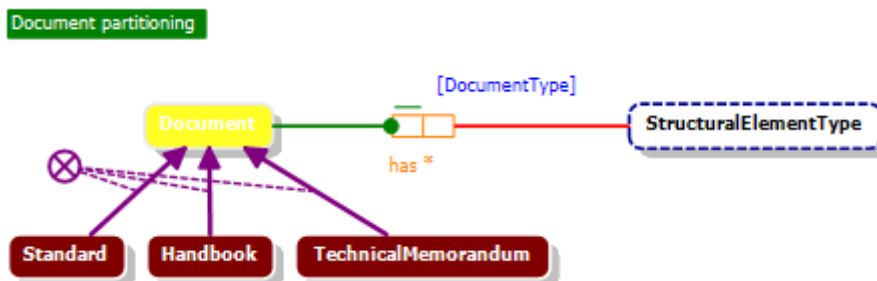 Document partitioning
[DocumentType]
Document
StructuralElementType
has *
Standard
Handbook
TechnicalMemorandum